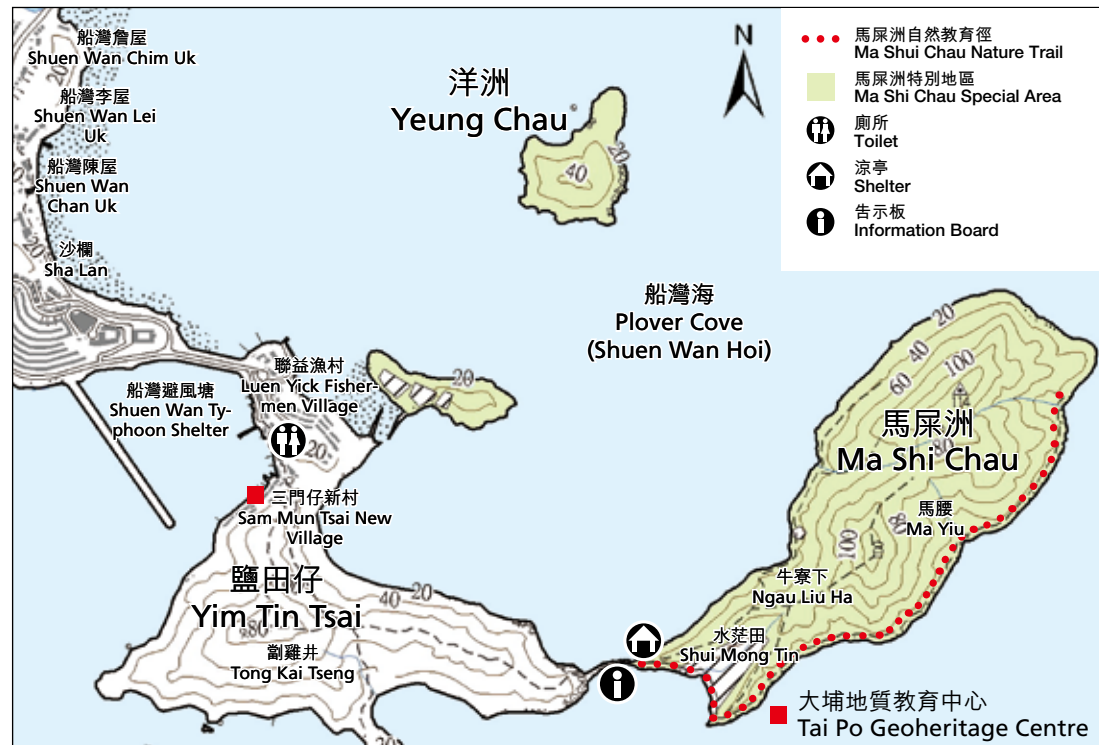 船灣詹屋
Shuen Wan Chim Uk
20
船灣李屋
Shuen Wan Lei
Uk
船灣陳屋
Shuen Wan
Chan Uk
20
沙欄
Sha Lan
洋洲
Yeung Chau
20
40
N
馬屎洲自然教育徑
Ma Shui Chau Nature Trail
馬屎洲特別地區
Ma Shi Chau Special Area
廁所
Toilet
涼亭
Shelter
告示板
Information Board
船灣海
Plover Cove
(Shuen Wan Hoi)
聯益漁村
Luen Yick Fisher-
men Village
20
船灣避風塘
Shuen Wan Ty-
phoon Shelter
20
三門仔新村
Sam Mun Tsai New
Village
鹽田仔
Yim Tin Tsai
40
20
80
劏雞井
Tong Kai Tseng
20
40
60
100
馬屎洲
Ma Shi Chau
80
馬腰
Ma Yiu
80
100
牛寮下
Ngau Liu Ha
水茫田
Shui Mong Tin
大埔地質教育中心
Tai Po Geoheritage Centre